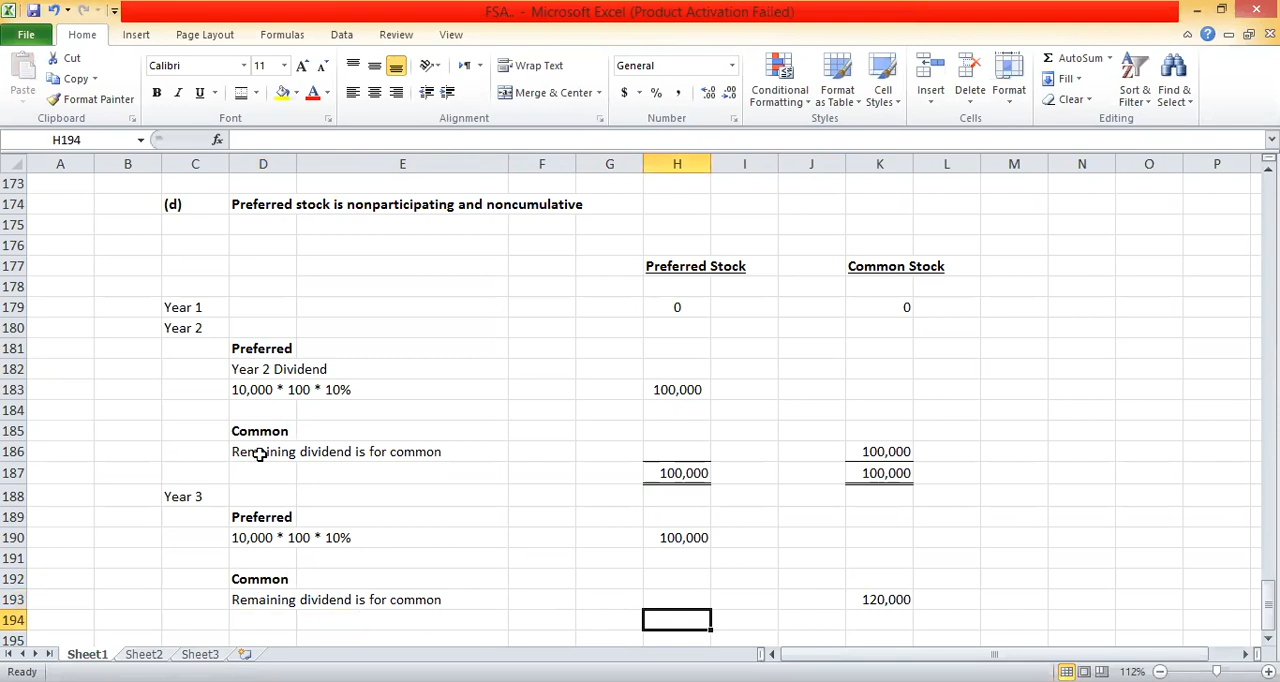 FSA.. - Microsoft Excel (Product Activation Failed)
File Home Insert Page Layout Formulas Data Review View
Paste
Cut
Copy
Format Painter
Clipboard
Calibri 11 A A
B I U A
Font
Wrap Text
Merge & Center
Alignment
General
$ % , .0 .00 .00 .0
Number
Conditional Formatting
Format as Table
Cell Styles
Styles
Insert Delete Format
Cells
Σ AutoSum
Fill
Clear
Sort & Filter
Find & Select
Editing
H194 fx
A B C D E F G H I J K L M N O P
173
174 (d) Preferred stock is nonparticipating and noncumulative
175
176
177 Preferred Stock Common Stock
178
179 Year 1 0 0
180 Year 2
181 Preferred
182 Year 2 Dividend
183 10,000 * 100 * 10% 100,000
184
185 Common
186 Remaining dividend is for common 100,000
187 100,000 100,000
188 Year 3
189 Preferred
190 10,000 * 100 * 10% 100,000
191
192 Common
193 Remaining dividend is for common 120,000
194
195
Sheet1 Sheet2 Sheet3
Ready 112%